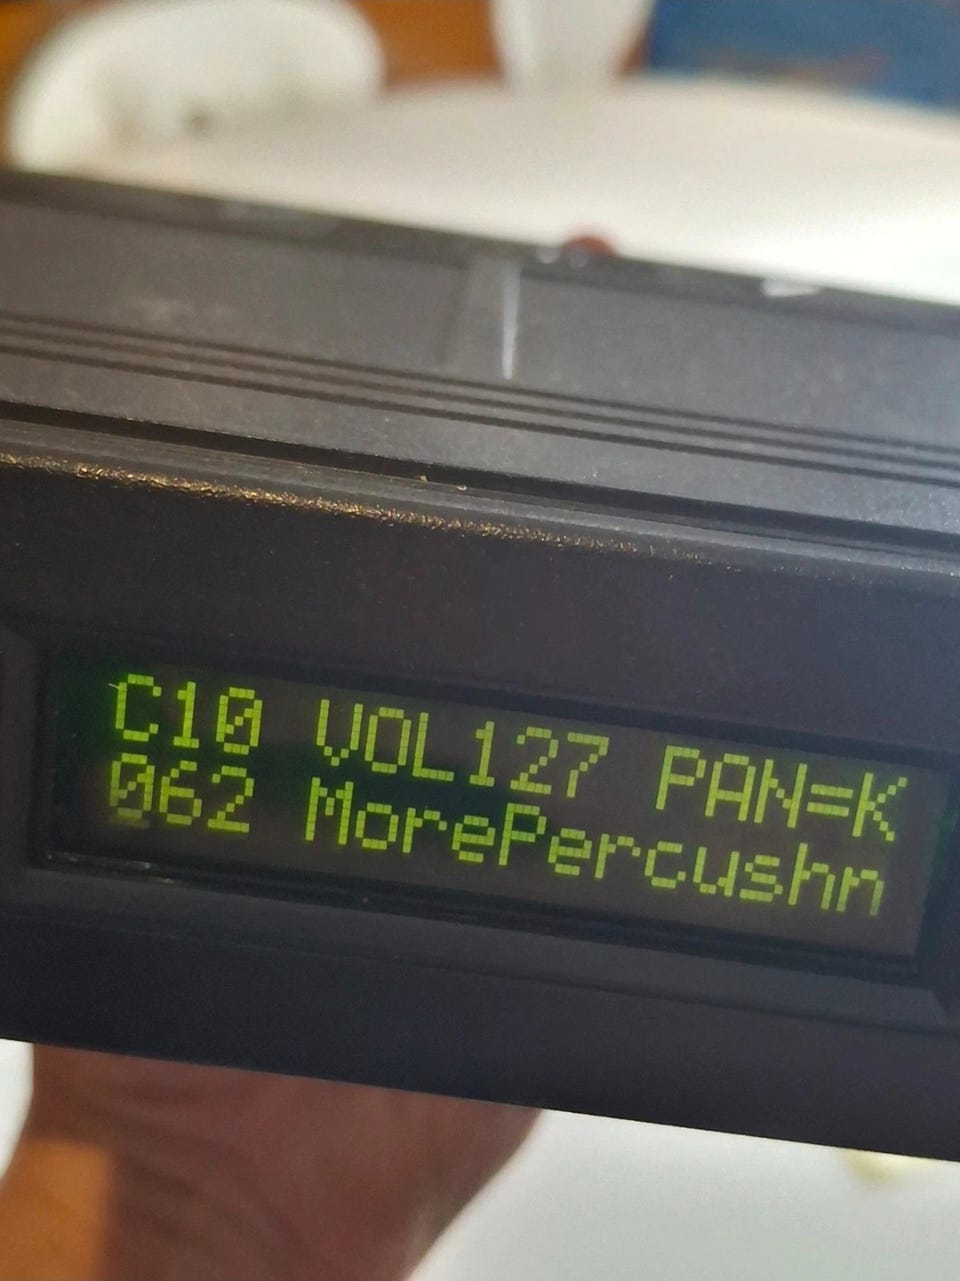 C10 VOL127 PAN=K
062 MorePercushn